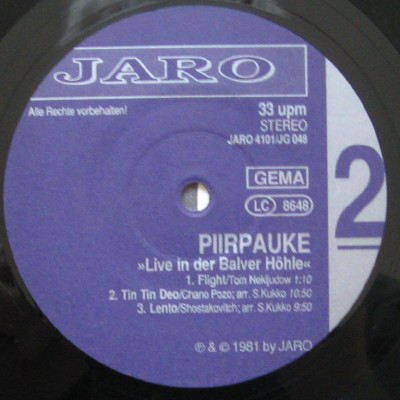 JARO
Alle Rechte vorbehalten!
33 upm
STEREO
JARO 4101/JG 048
GEMA
LC 8648
2
PIIRPAUKE
»Live in der Balver Höhle«
1. Flight/Tom Nekljudow 1:10
2. Tin Tin Deo/Chano Pozo; arr. S.Kukko 10:50
3. Lento/Shostakovitch; arr. S.Kukko 9:50
℗ & © 1981 by JARO